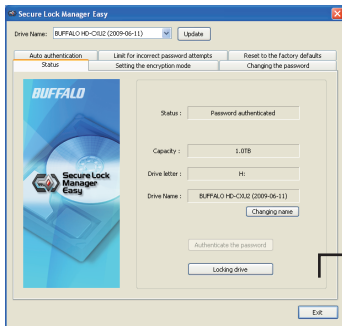 Secure Lock Manager Easy
Drive Name: BUFFALO HD-CXU2 (2009-06-11) Update
Auto authentication Limit for incorrect password attempts Reset to the factory defaults
Status Setting the encryption mode Changing the password
BUFFALO
Secure Lock
Manager
Easy
Status : Password authenticated
Capacity : 1.0TB
Drive letter : H:
Drive Name : BUFFALO HD-CXU2 (2009-06-11)
Changing name
Authenticate the password
Locking drive
Exit